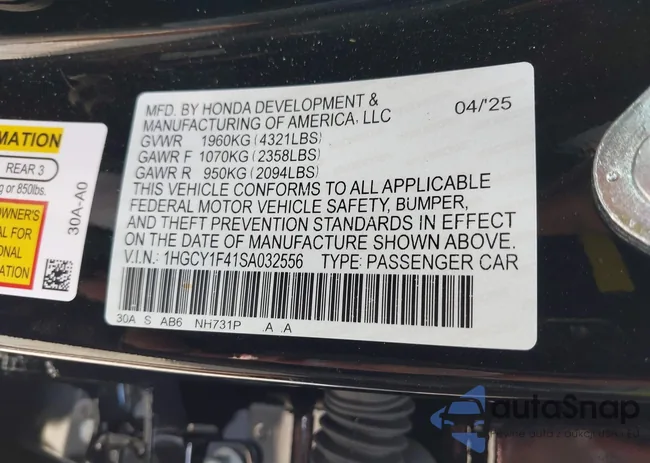 MFD. BY HONDA DEVELOPMENT &
MANUFACTURING OF AMERICA, LLC
04/'25
GVWR 1960KG (4321LBS)
GAWR F 1070KG (2358LBS)
GAWR R 950KG (2094LBS)
THIS VEHICLE CONFORMS TO ALL APPLICABLE
FEDERAL MOTOR VEHICLE SAFETY, BUMPER,
AND THEFT PREVENTION STANDARDS IN EFFECT
ON THE DATE OF MANUFACTURE SHOWN ABOVE.
V.I.N.: 1HGCY1F41SA032556 TYPE: PASSENGER CAR
30A S AB6 NH731P .A .A
MATION
REAR 3
g or 850lbs.
OWNER'S
AL FOR
ONAL
ATION
30A-A0
autoSnap